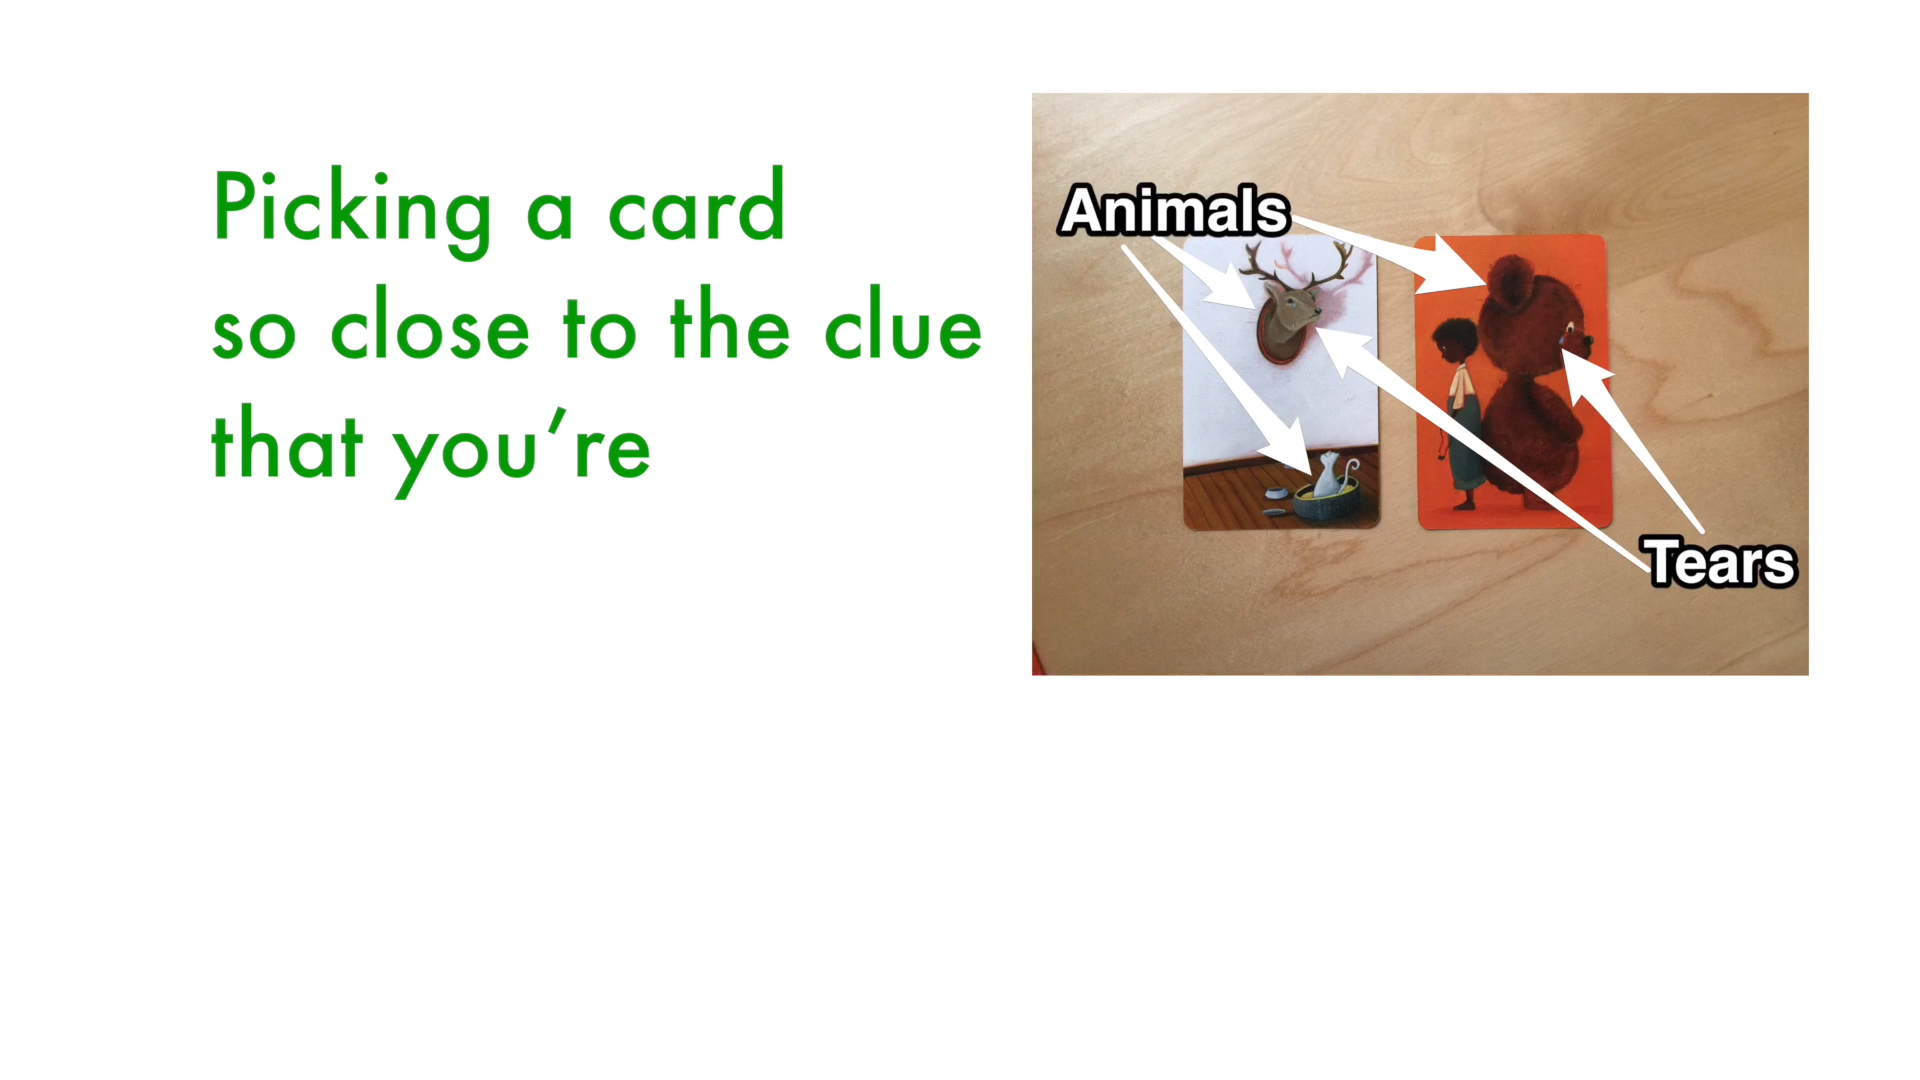 Picking a card
so close to the clue
that you’re
Animals
Tears